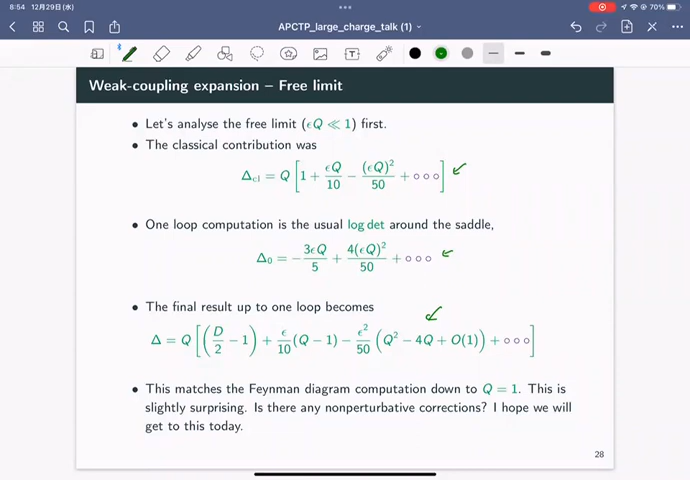 8:54 12月29日(水)
70%
APCTP_large_charge_talk (1)
Weak-coupling expansion – Free limit
• Let's analyse the free limit (ϵQ ≪ 1) first.
• The classical contribution was
Δ_cl = Q [1 + ϵQ/10 − (ϵQ)²/50 + ∘∘∘]
• One loop computation is the usual log det around the saddle,
Δ₀ = −3ϵQ/5 + 4(ϵQ)²/50 + ∘∘∘
• The final result up to one loop becomes
Δ = Q [(D/2 − 1) + ϵ/10 (Q − 1) − ϵ²/50 (Q² − 4Q + O(1)) + ∘∘∘]
• This matches the Feynman diagram computation down to Q = 1. This is
slightly surprising. Is there any nonperturbative corrections? I hope we will
get to this today.
28